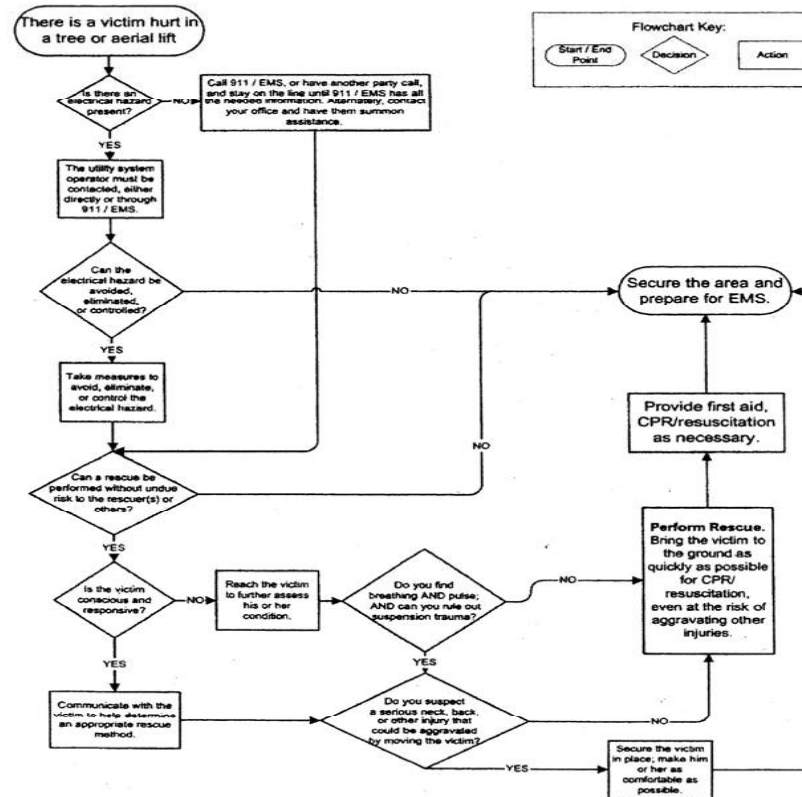 There is a victim hurt in
a tree or aerial lift
Flowchart Key:
Start / End
Point
Decision
Action
Is there an
electrical hazard
present?
NO
Call 911 / EMS, or have another party call,
and stay on the line until 911 / EMS has all
the needed information. Alternately, contact
your office and have them summon
assistance.
YES
The utility system
operator must be
contacted, either
directly or through
911 / EMS.
Can the
electrical hazard be
avoided,
eliminated,
or controlled?
NO
Secure the area and
prepare for EMS.
YES
Take measures to
avoid, eliminate,
or control the
electrical hazard.
Provide first aid,
CPR/resuscitation
as necessary.
Can a rescue be
performed without undue
risk to the rescuer(s) or
others?
NO
YES
Perform Rescue.
Bring the victim to
the ground as
quickly as possible
for CPR/
resuscitation,
even at the risk of
aggravating other
injuries.
Is the victim
conscious and
responsive?
NO
Reach the victim
to further assess
his or her
condition.
Do you find
breathing AND pulse;
AND can you rule out
suspension trauma?
NO
YES
YES
Communicate with the
victim to help determine
an appropriate rescue
method.
Do you suspect
a serious neck, back,
or other injury that
could be aggravated
by moving the victim?
NO
YES
Secure the victim
in place; make him
or her as
comfortable as
possible.